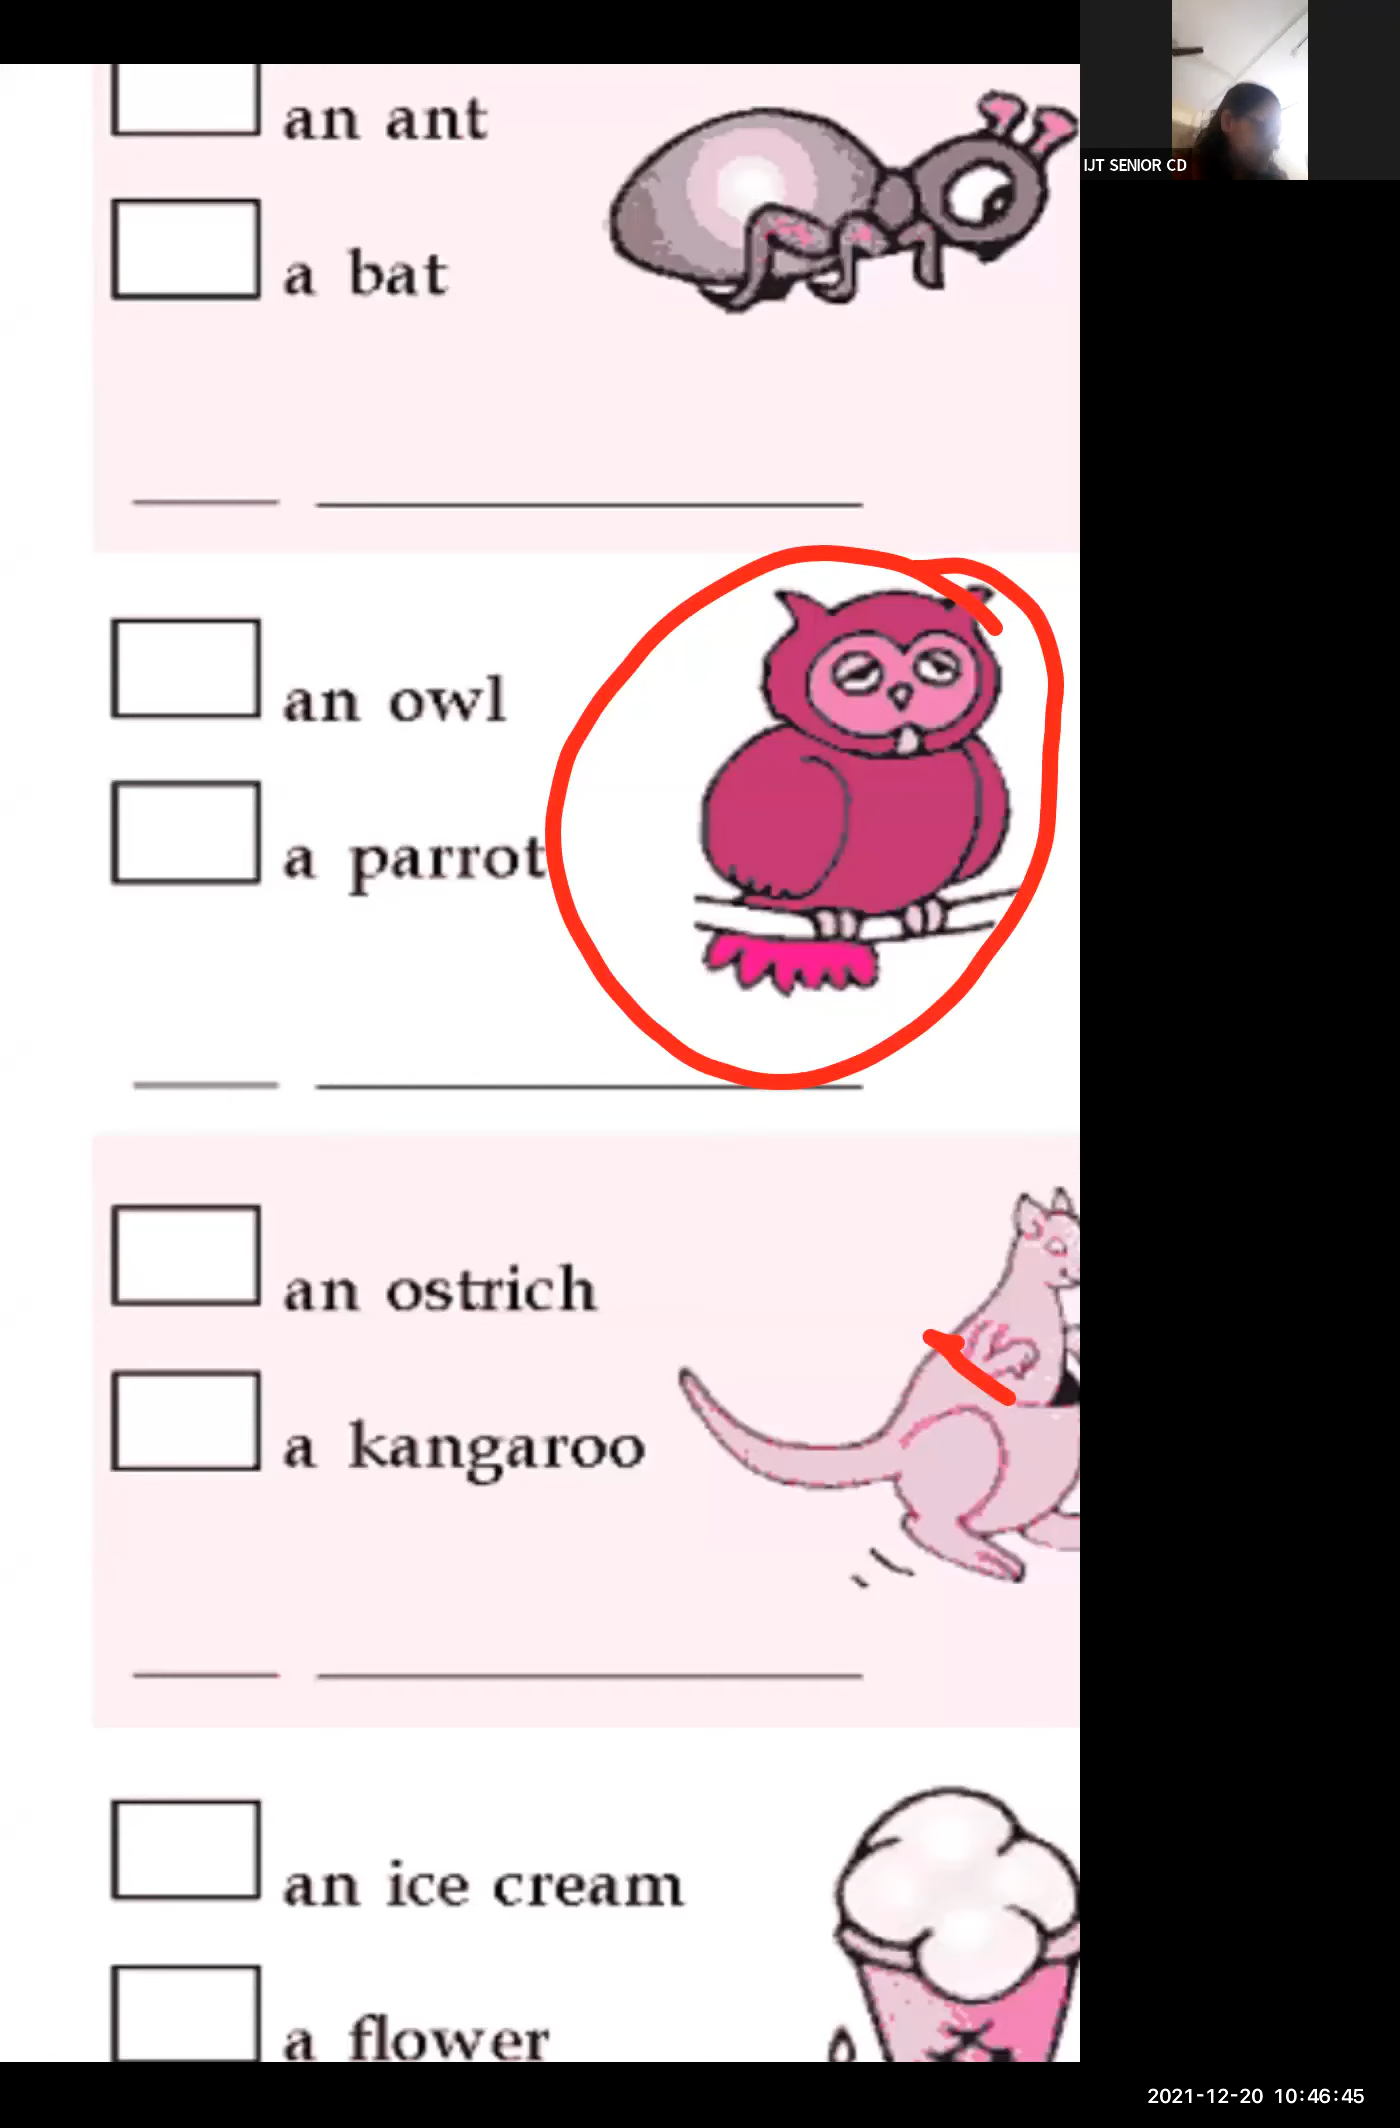 an ant
IJT SENIOR CD
a bat
an owl
a parrot
an ostrich
a kangaroo
an ice cream
a flower
2021-12-20 10:46:45